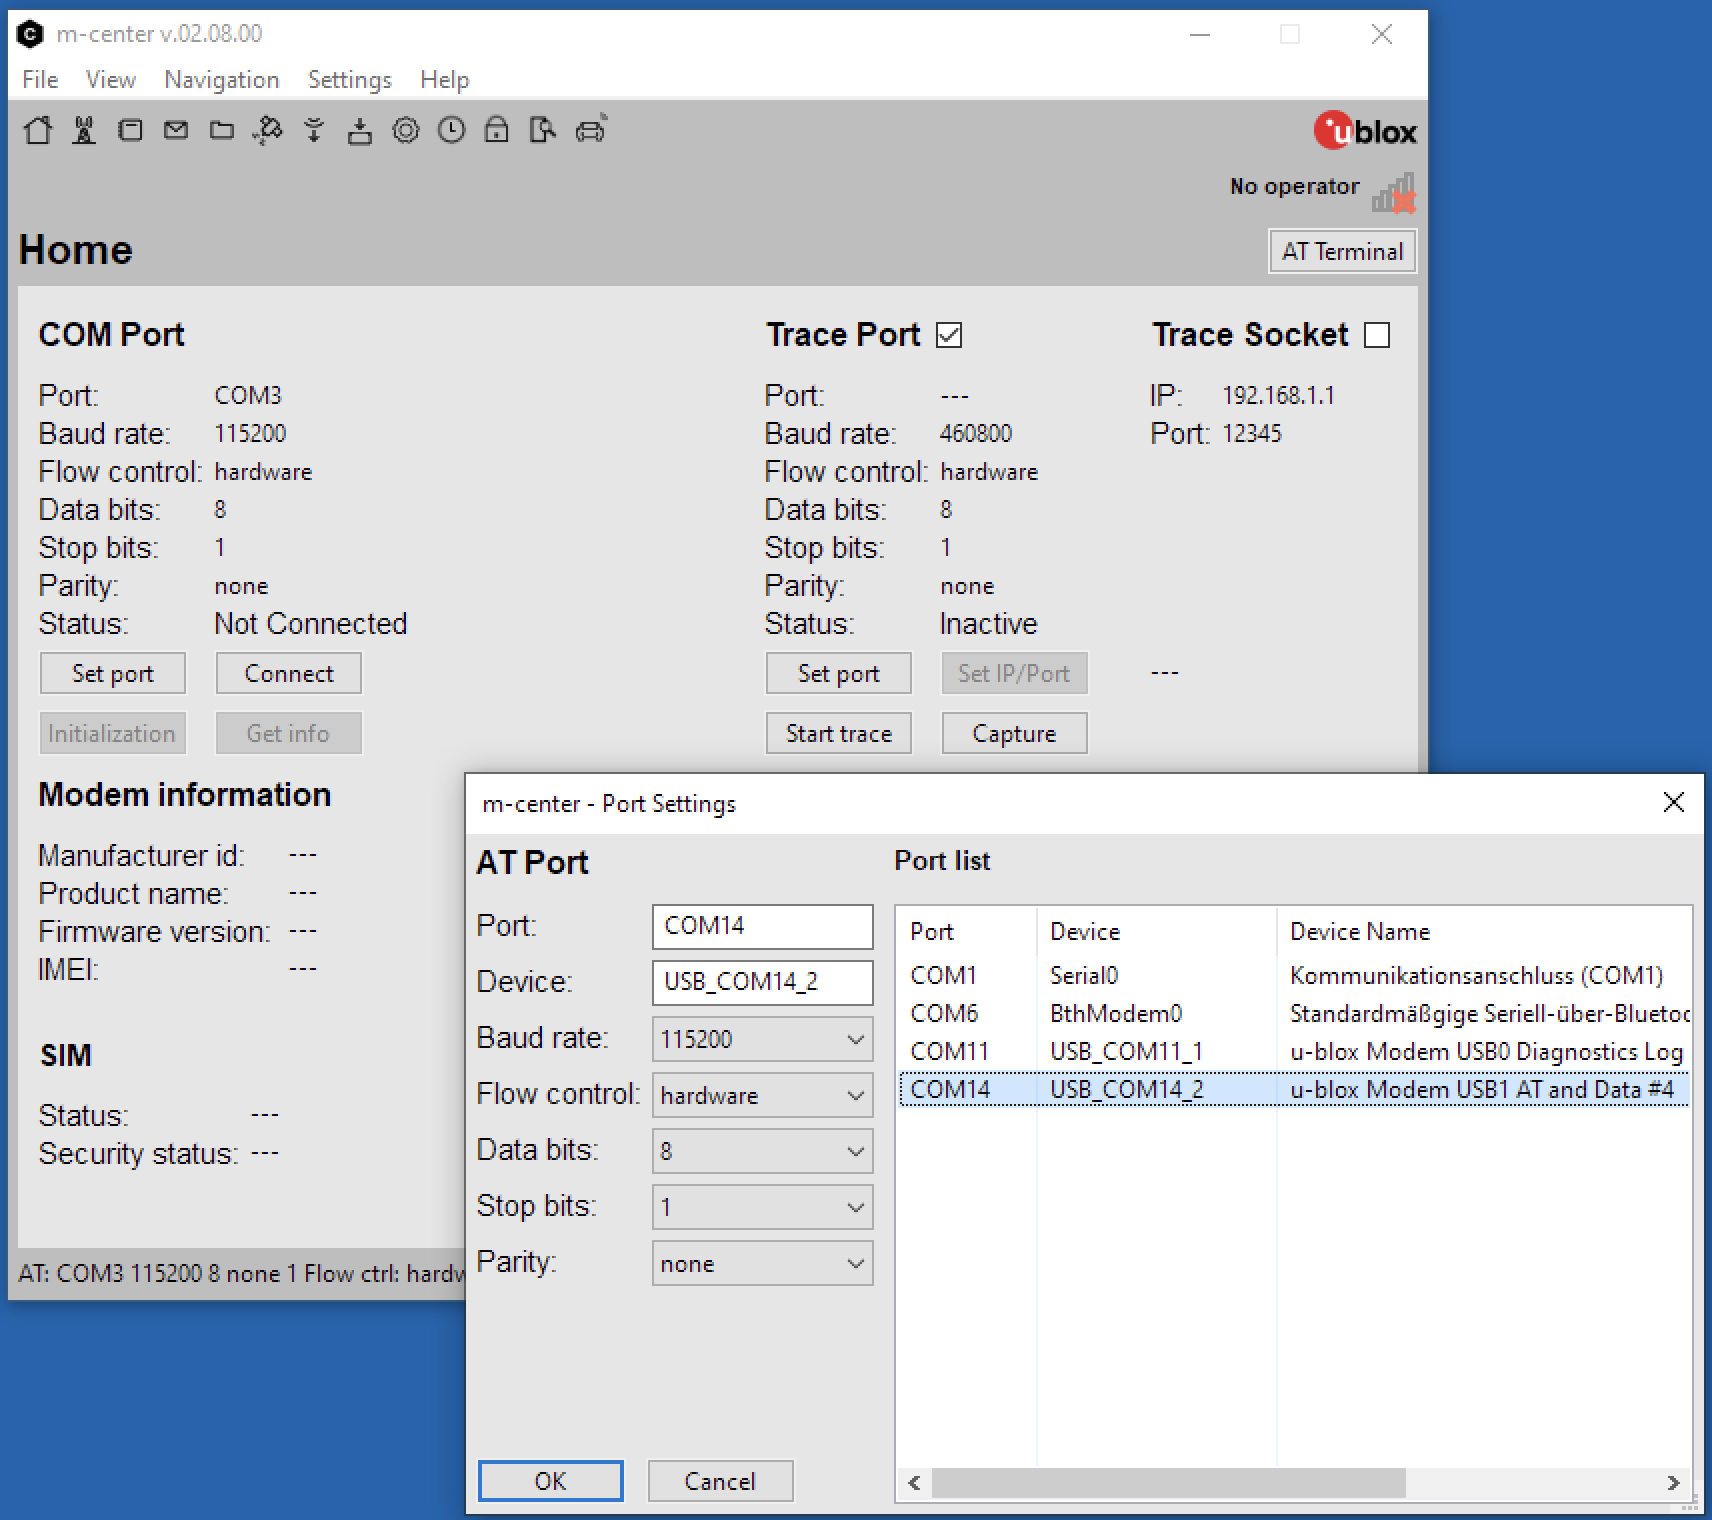 m-center v.02.08.00
File View Navigation Settings Help
ublox
No operator
Home
AT Terminal
COM Port
Port: COM3
Baud rate: 115200
Flow control: hardware
Data bits: 8
Stop bits: 1
Parity: none
Status: Not Connected
Set port Connect
Initialization Get info
Trace Port
Port: ---
Baud rate: 460800
Flow control: hardware
Data bits: 8
Stop bits: 1
Parity: none
Status: Inactive
Set port Set IP/Port ---
Start trace Capture
Trace Socket
IP: 192.168.1.1
Port: 12345
Modem information
Manufacturer id: ---
Product name: ---
Firmware version: ---
IMEI: ---
SIM
Status: ---
Security status: ---
AT: COM3 115200 8 none 1 Flow ctrl: hardw
m-center - Port Settings
AT Port
Port: COM14
Device: USB_COM14_2
Baud rate: 115200
Flow control: hardware
Data bits: 8
Stop bits: 1
Parity: none
OK Cancel
Port list
Port Device Device Name
COM1 Serial0 Kommunikationsanschluss (COM1)
COM6 BthModem0 Standardmäßgige Seriell-über-Bluetoo
COM11 USB_COM11_1 u-blox Modem USB0 Diagnostics Log
COM14 USB_COM14_2 u-blox Modem USB1 AT and Data #4